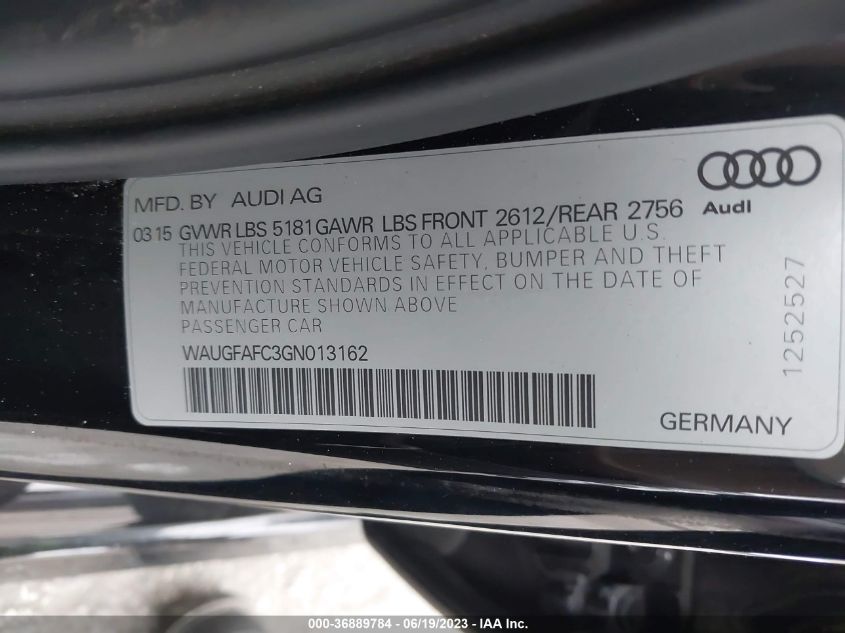 MFD. BY AUDI AG
Audi
0315 GVWR LBS 5181 GAWR LBS FRONT 2612/REAR 2756
THIS VEHICLE CONFORMS TO ALL APPLICABLE U.S.
FEDERAL MOTOR VEHICLE SAFETY, BUMPER AND THEFT
PREVENTION STANDARDS IN EFFECT ON THE DATE OF
MANUFACTURE SHOWN ABOVE
PASSENGER CAR
WAUGFAFC3GN013162
1252527
GERMANY
000-36889784 - 06/19/2023 - IAA Inc.